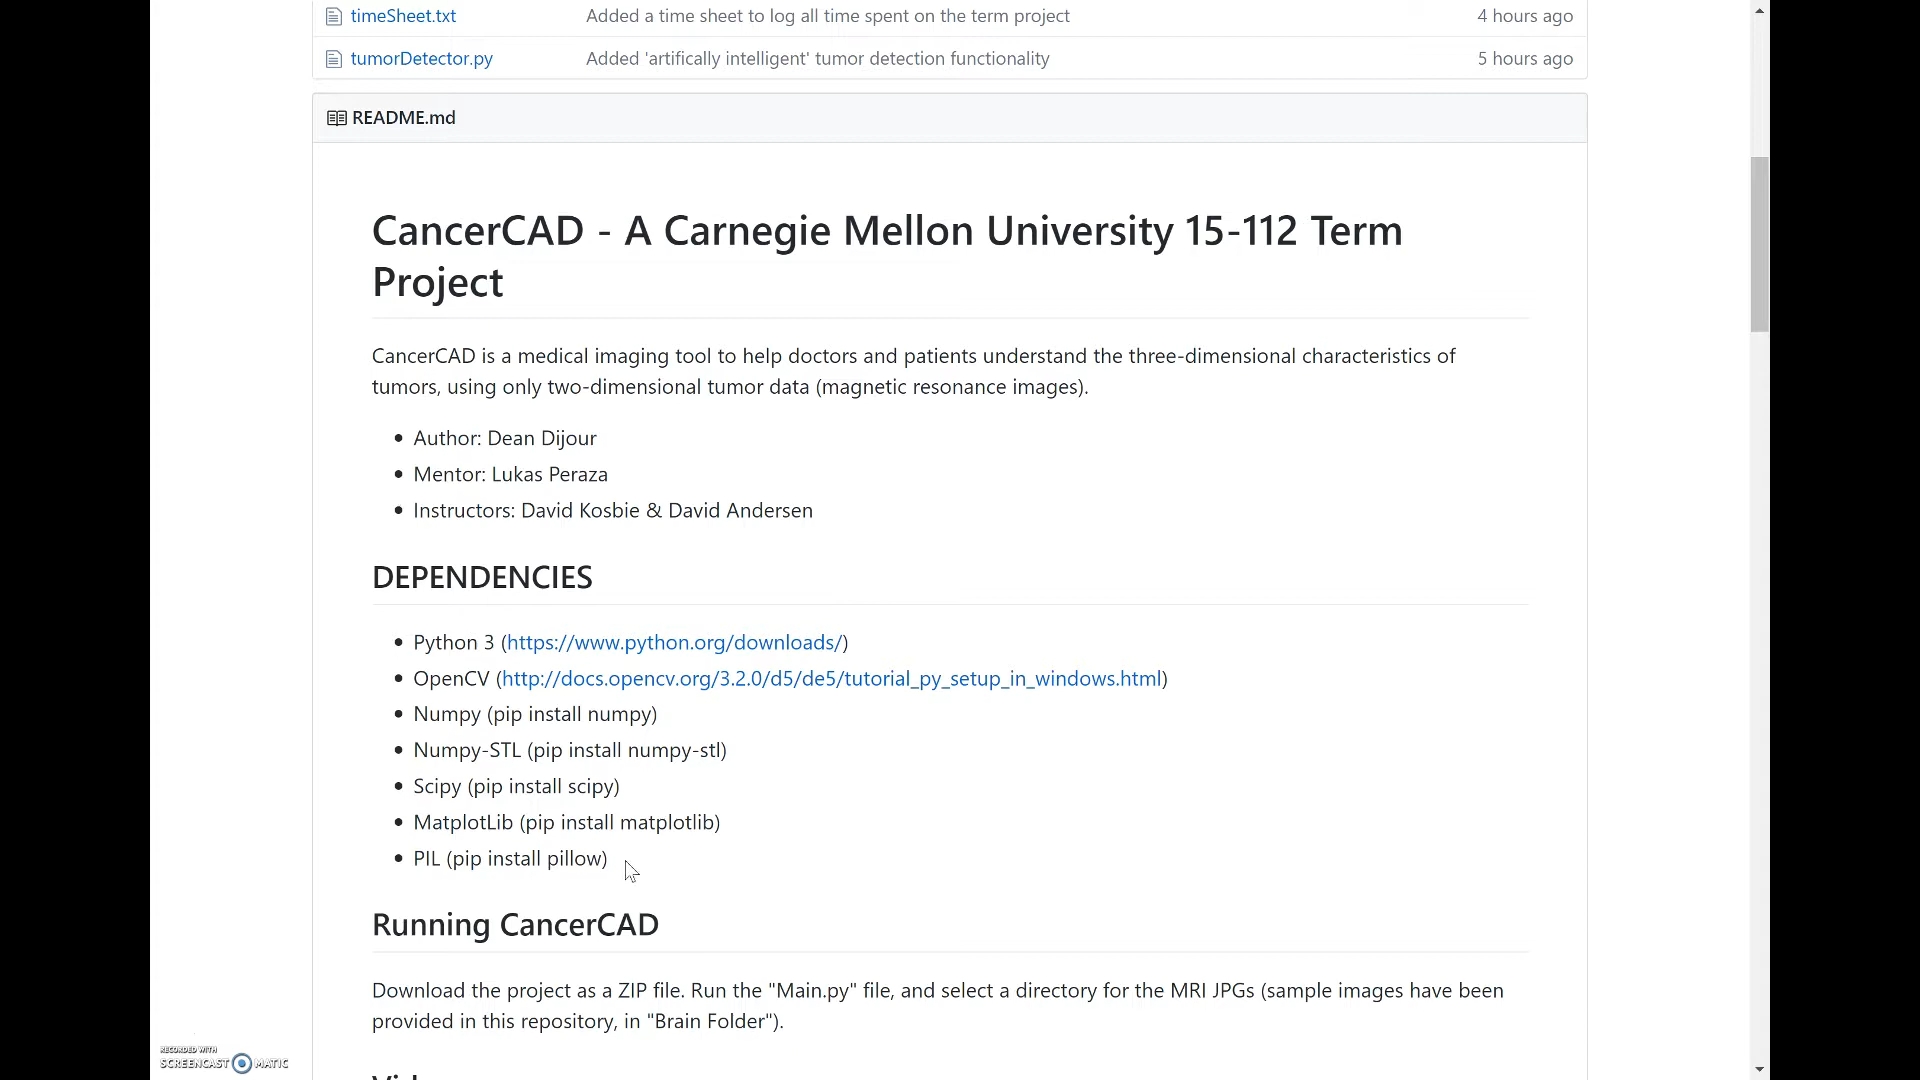 timeSheet.txt Added a time sheet to log all time spent on the term project 4 hours ago
tumorDetector.py Added 'artifically intelligent' tumor detection functionality 5 hours ago
README.md
CancerCAD - A Carnegie Mellon University 15-112 Term
Project
CancerCAD is a medical imaging tool to help doctors and patients understand the three-dimensional characteristics of
tumors, using only two-dimensional tumor data (magnetic resonance images).
• Author: Dean Dijour
• Mentor: Lukas Peraza
• Instructors: David Kosbie & David Andersen
DEPENDENCIES
• Python 3 (https://www.python.org/downloads/)
• OpenCV (http://docs.opencv.org/3.2.0/d5/de5/tutorial_py_setup_in_windows.html)
• Numpy (pip install numpy)
• Numpy-STL (pip install numpy-stl)
• Scipy (pip install scipy)
• MatplotLib (pip install matplotlib)
• PIL (pip install pillow)
Running CancerCAD
Download the project as a ZIP file. Run the "Main.py" file, and select a directory for the MRI JPGs (sample images have been
provided in this repository, in "Brain Folder").
RECORDED WITH
SCREENCAST MATIC